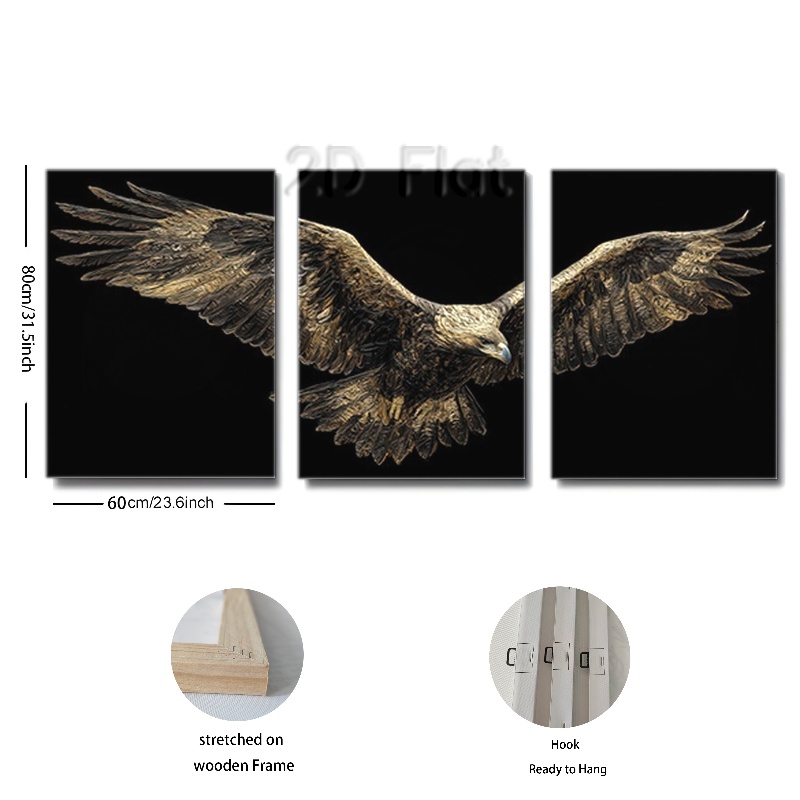 2D Flat
80cm/31.5inch
60cm/23.6inch
stretched on
wooden Frame
Hook
Ready to Hang